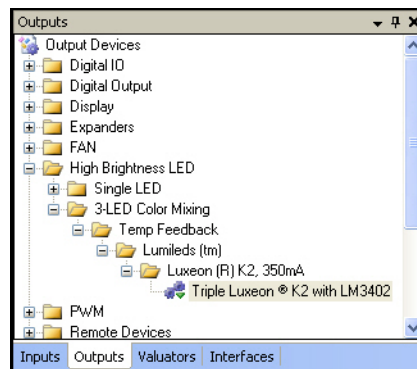 Outputs
Output Devices
Digital IO
Digital Output
Display
Expanders
FAN
High Brightness LED
Single LED
3-LED Color Mixing
Temp Feedback
Lumileds (tm)
Luxeon (R) K2, 350mA
Triple Luxeon ® K2 with LM3402
PWM
Remote Devices
Inputs Outputs Valuators Interfaces